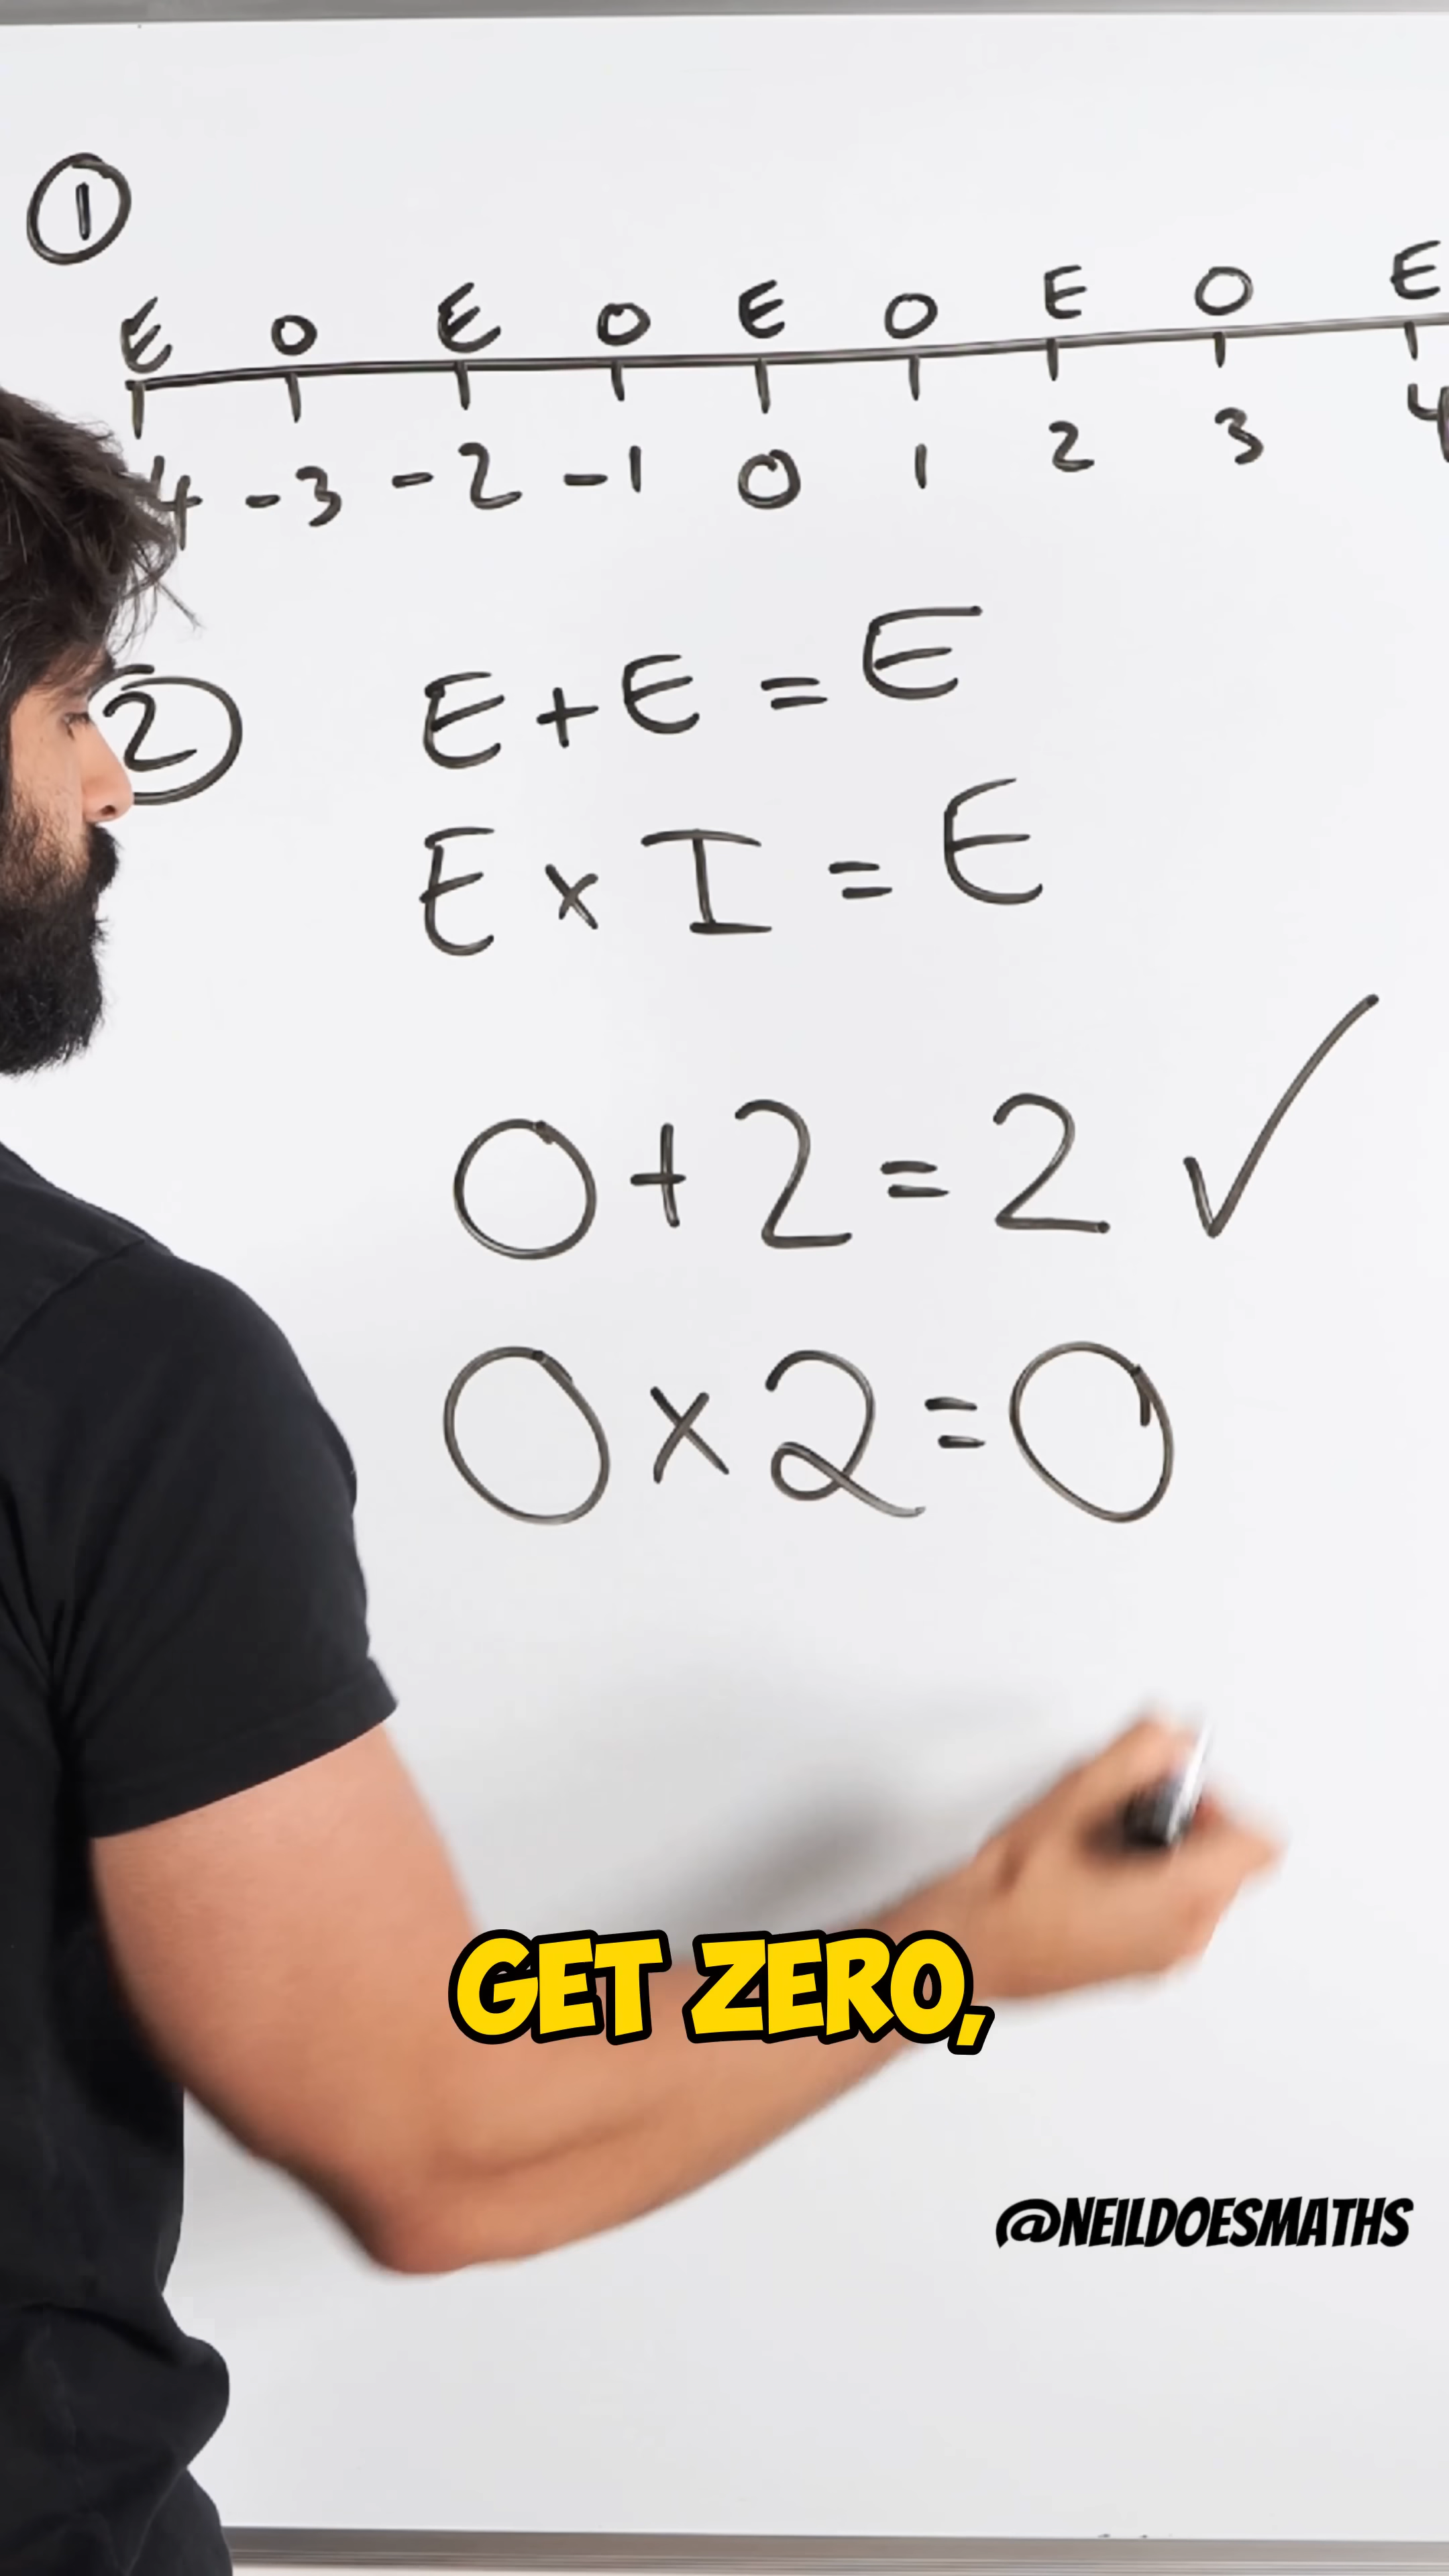 ①
E O E O E O E O E
4 -3 -2 -1 0 1 2 3 4
② E + E = E
E x I = E
0 + 2 = 2 ✓
0 x 2 = 0
GET ZERO,
@NEILDOESMATHS